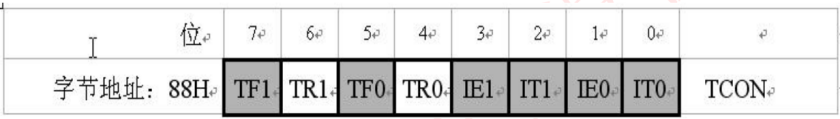 位 7 6 5 4 3 2 1 0
字节地址：88H TF1 TR1 TF0 TR0 IE1 IT1 IE0 IT0 TCON